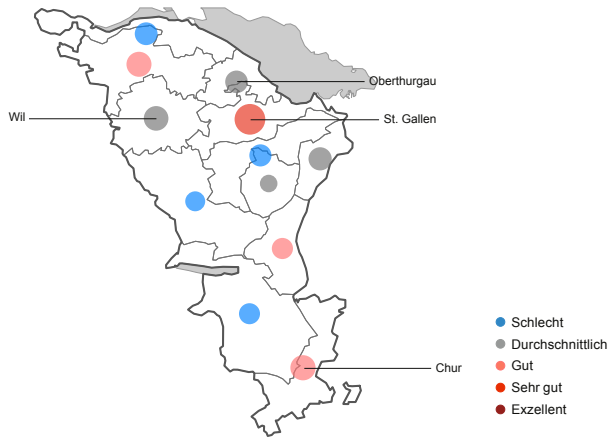 Oberthurgau
Wil
St. Gallen
Chur
Schlecht
Durchschnittlich
Gut
Sehr gut
Exzellent